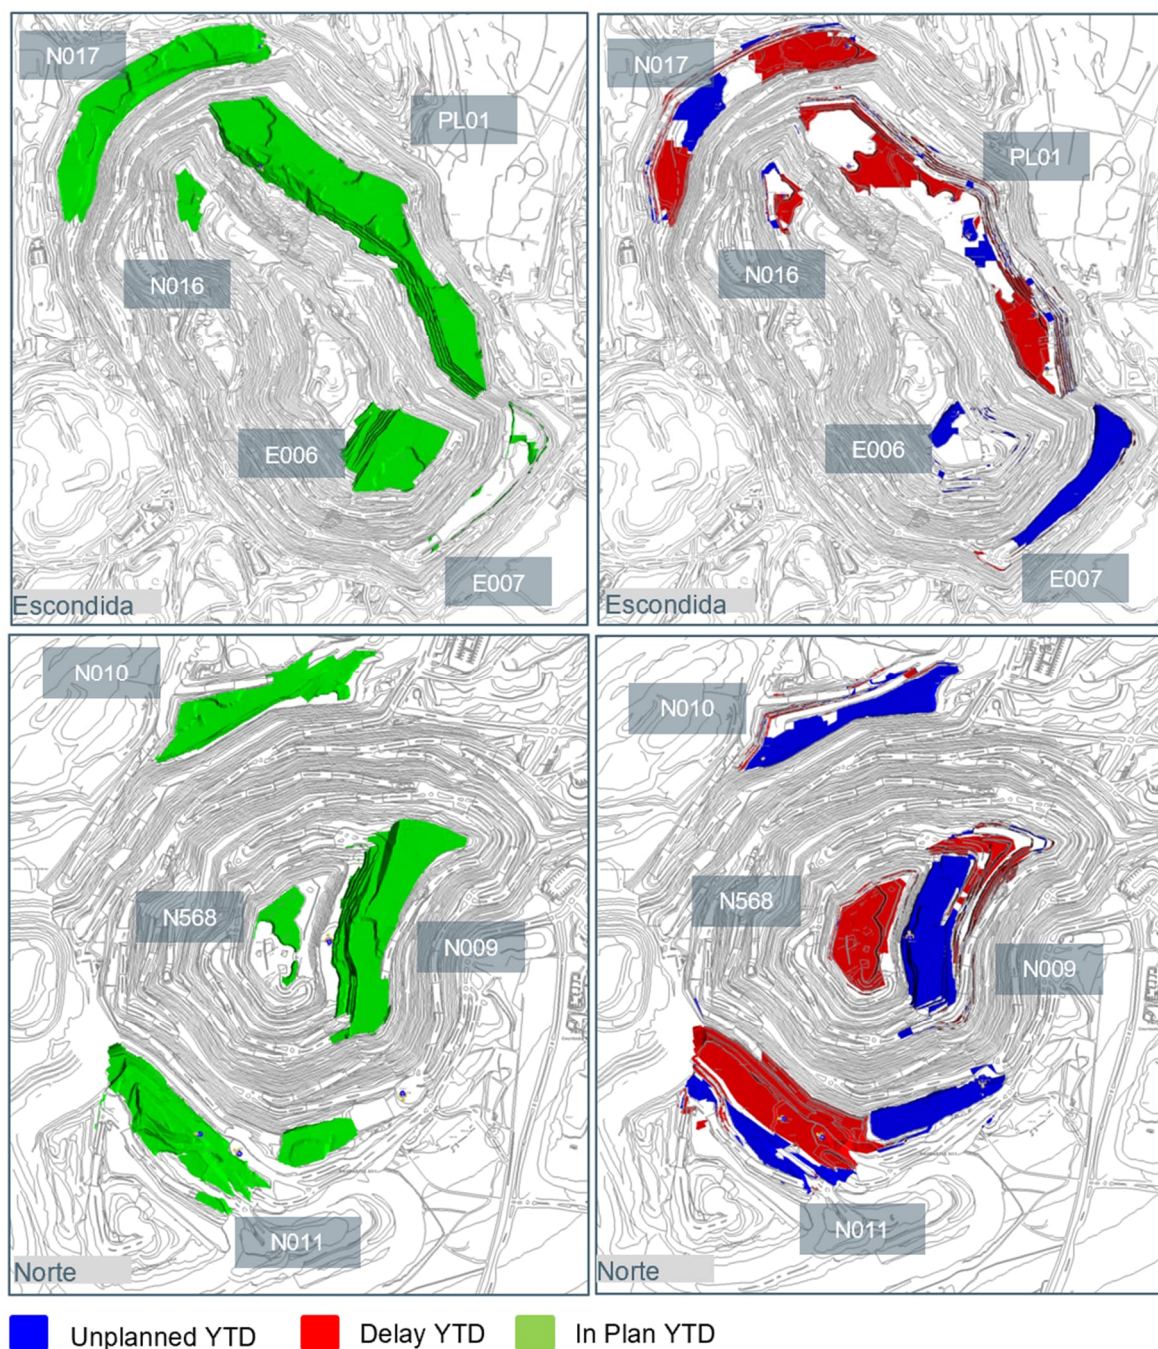 N017
PL01
N016
E006
E007
Escondida
N017
PL01
N016
E006
E007
Escondida
N010
N568
N009
N011
Norte
N010
N568
N009
N011
Norte
Unplanned YTD
Delay YTD
In Plan YTD